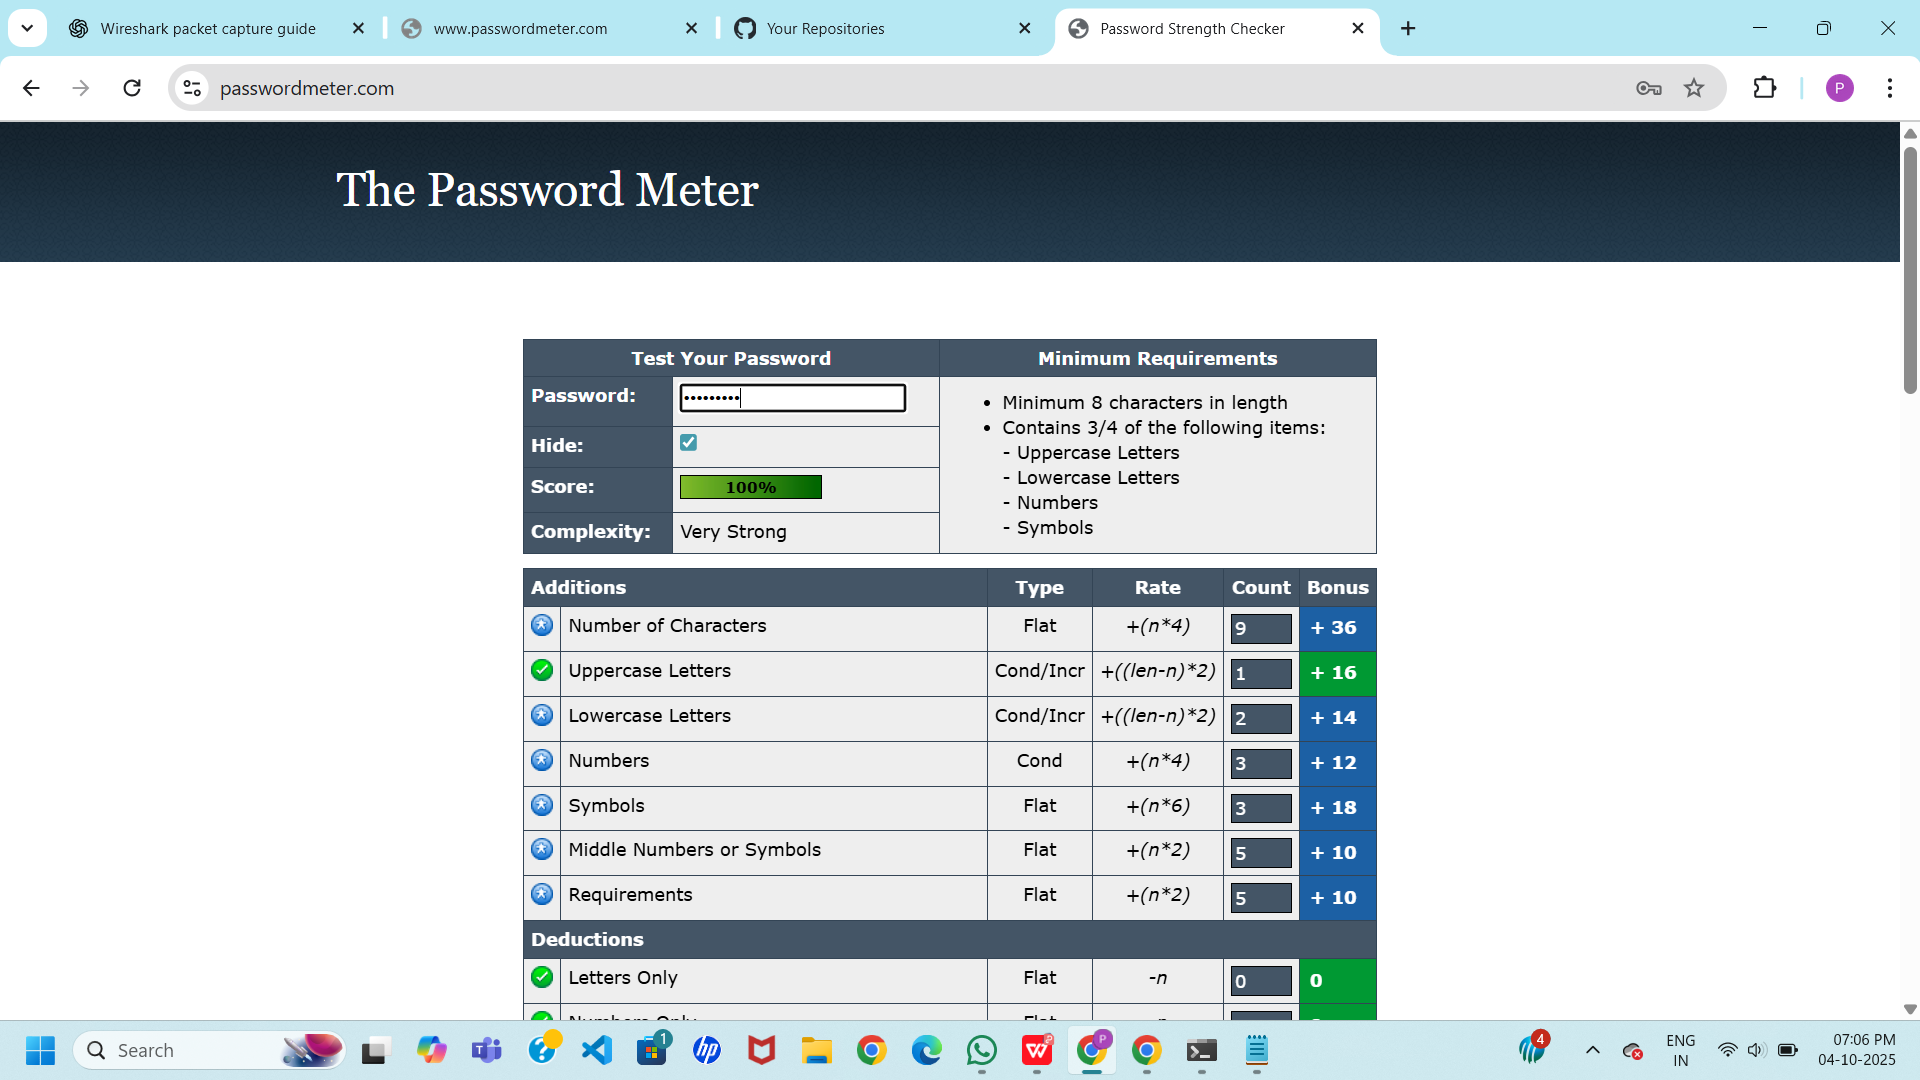 Wireshark packet capture guide
www.passwordmeter.com
Your Repositories
Password Strength Checker
passwordmeter.com
P
The Password Meter
Test Your Password
Minimum Requirements
Password:
•••••••••
Hide:
Score:
100%
Complexity:
Very Strong
• Minimum 8 characters in length
• Contains 3/4 of the following items:
- Uppercase Letters
- Lowercase Letters
- Numbers
- Symbols
Additions Type Rate Count Bonus
Number of Characters Flat +(n*4) 9 + 36
Uppercase Letters Cond/Incr +((len-n)*2) 1 + 16
Lowercase Letters Cond/Incr +((len-n)*2) 2 + 14
Numbers Cond +(n*4) 3 + 12
Symbols Flat +(n*6) 3 + 18
Middle Numbers or Symbols Flat +(n*2) 5 + 10
Requirements Flat +(n*2) 5 + 10
Deductions
Letters Only Flat -n 0 0
Numbers Only Flat
Search
1
hp
W
P
4
ENG
IN
07:06 PM
04-10-2025